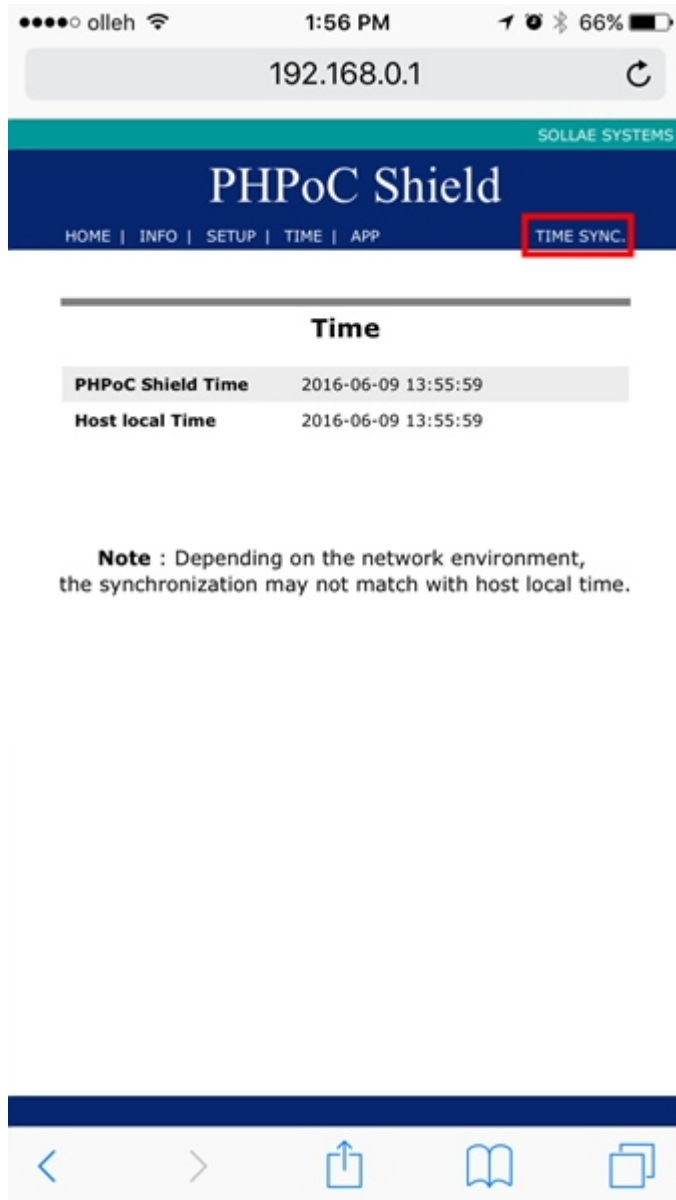 olleh 1:56 PM 66%
192.168.0.1
SOLLAE SYSTEMS
PHPoC Shield
HOME | INFO | SETUP | TIME | APP TIME SYNC.
Time
PHPoC Shield Time 2016-06-09 13:55:59
Host local Time 2016-06-09 13:55:59
Note : Depending on the network environment,
the synchronization may not match with host local time.